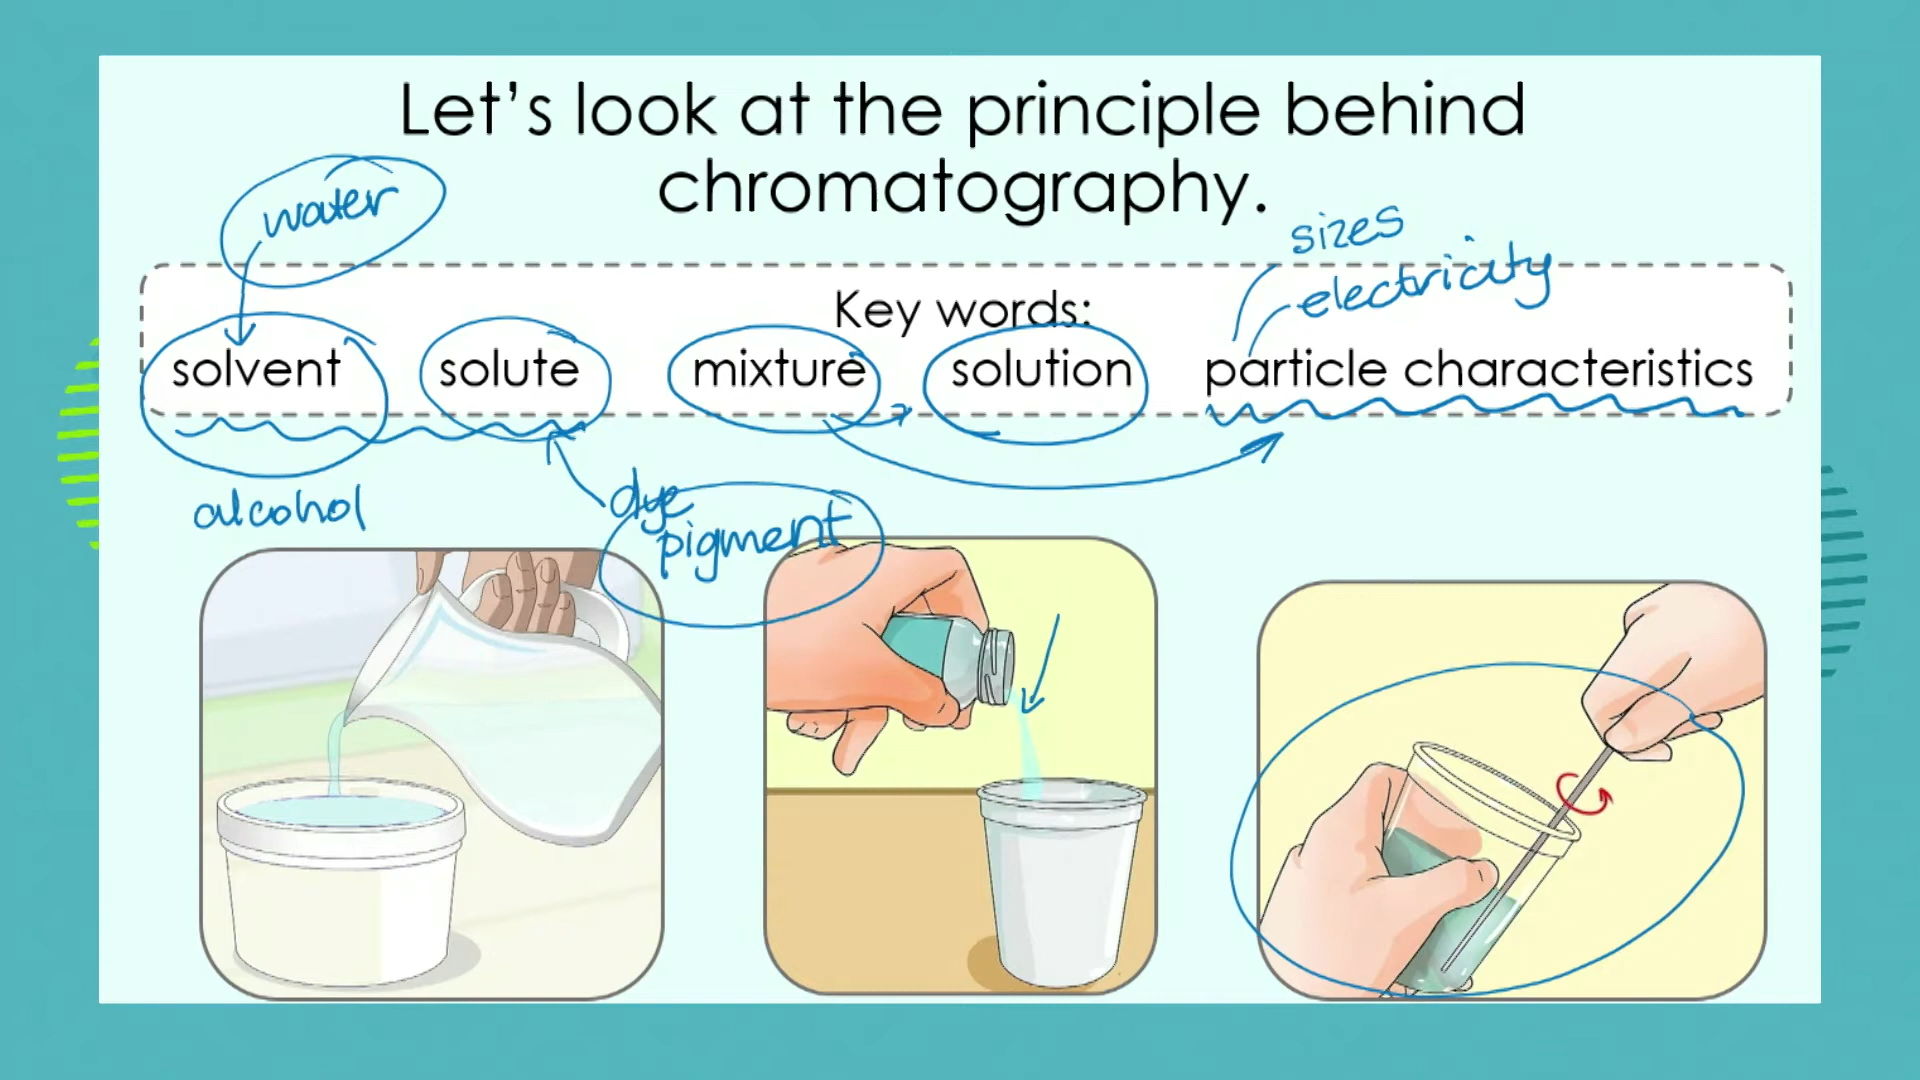 Let's look at the principle behind
chromatography.
water
sizes
electricity
Key words:
solvent solute mixture solution particle characteristics
alcohol
dye
pigment